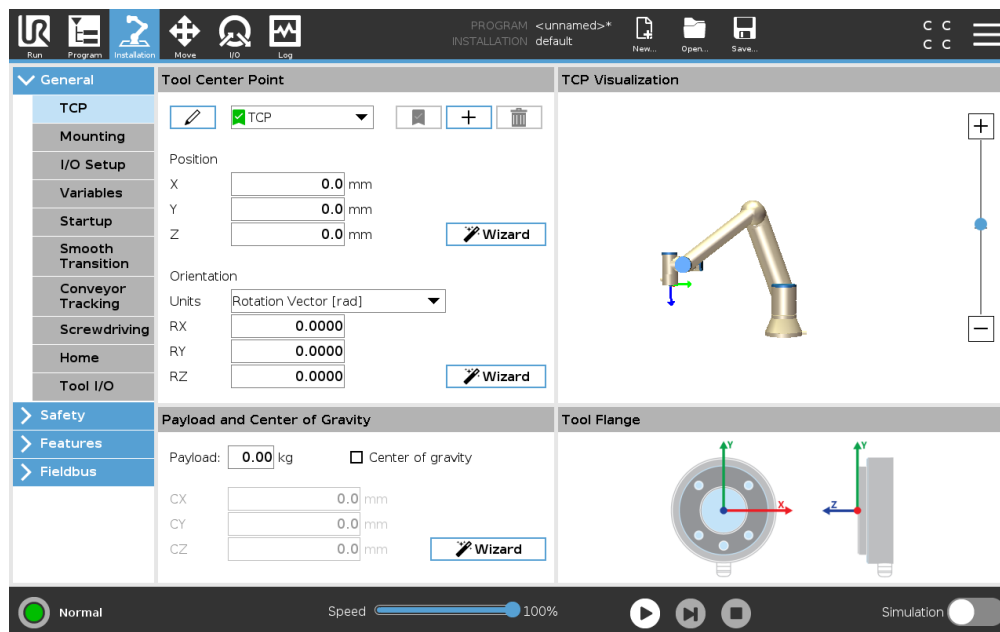 PROGRAM <unnamed>*
INSTALLATION default
UR
Run
Program
Installation
Move
I/O
Log
New...
Open...
Save...
C C
C C
General
TCP
Mounting
I/O Setup
Variables
Startup
Smooth
Transition
Conveyor
Tracking
Screwdriving
Home
Tool I/O
Safety
Features
Fieldbus
Tool Center Point
TCP
Position
X 0.0 mm
Y 0.0 mm
Z 0.0 mm
Wizard
Orientation
Units Rotation Vector [rad]
RX 0.0000
RY 0.0000
RZ 0.0000
Wizard
TCP Visualization
Payload and Center of Gravity
Payload: 0.00 kg Center of gravity
CX 0.0 mm
CY 0.0 mm
CZ 0.0 mm
Wizard
Tool Flange
Y
X
Y
Z
Normal
Speed 100%
Simulation